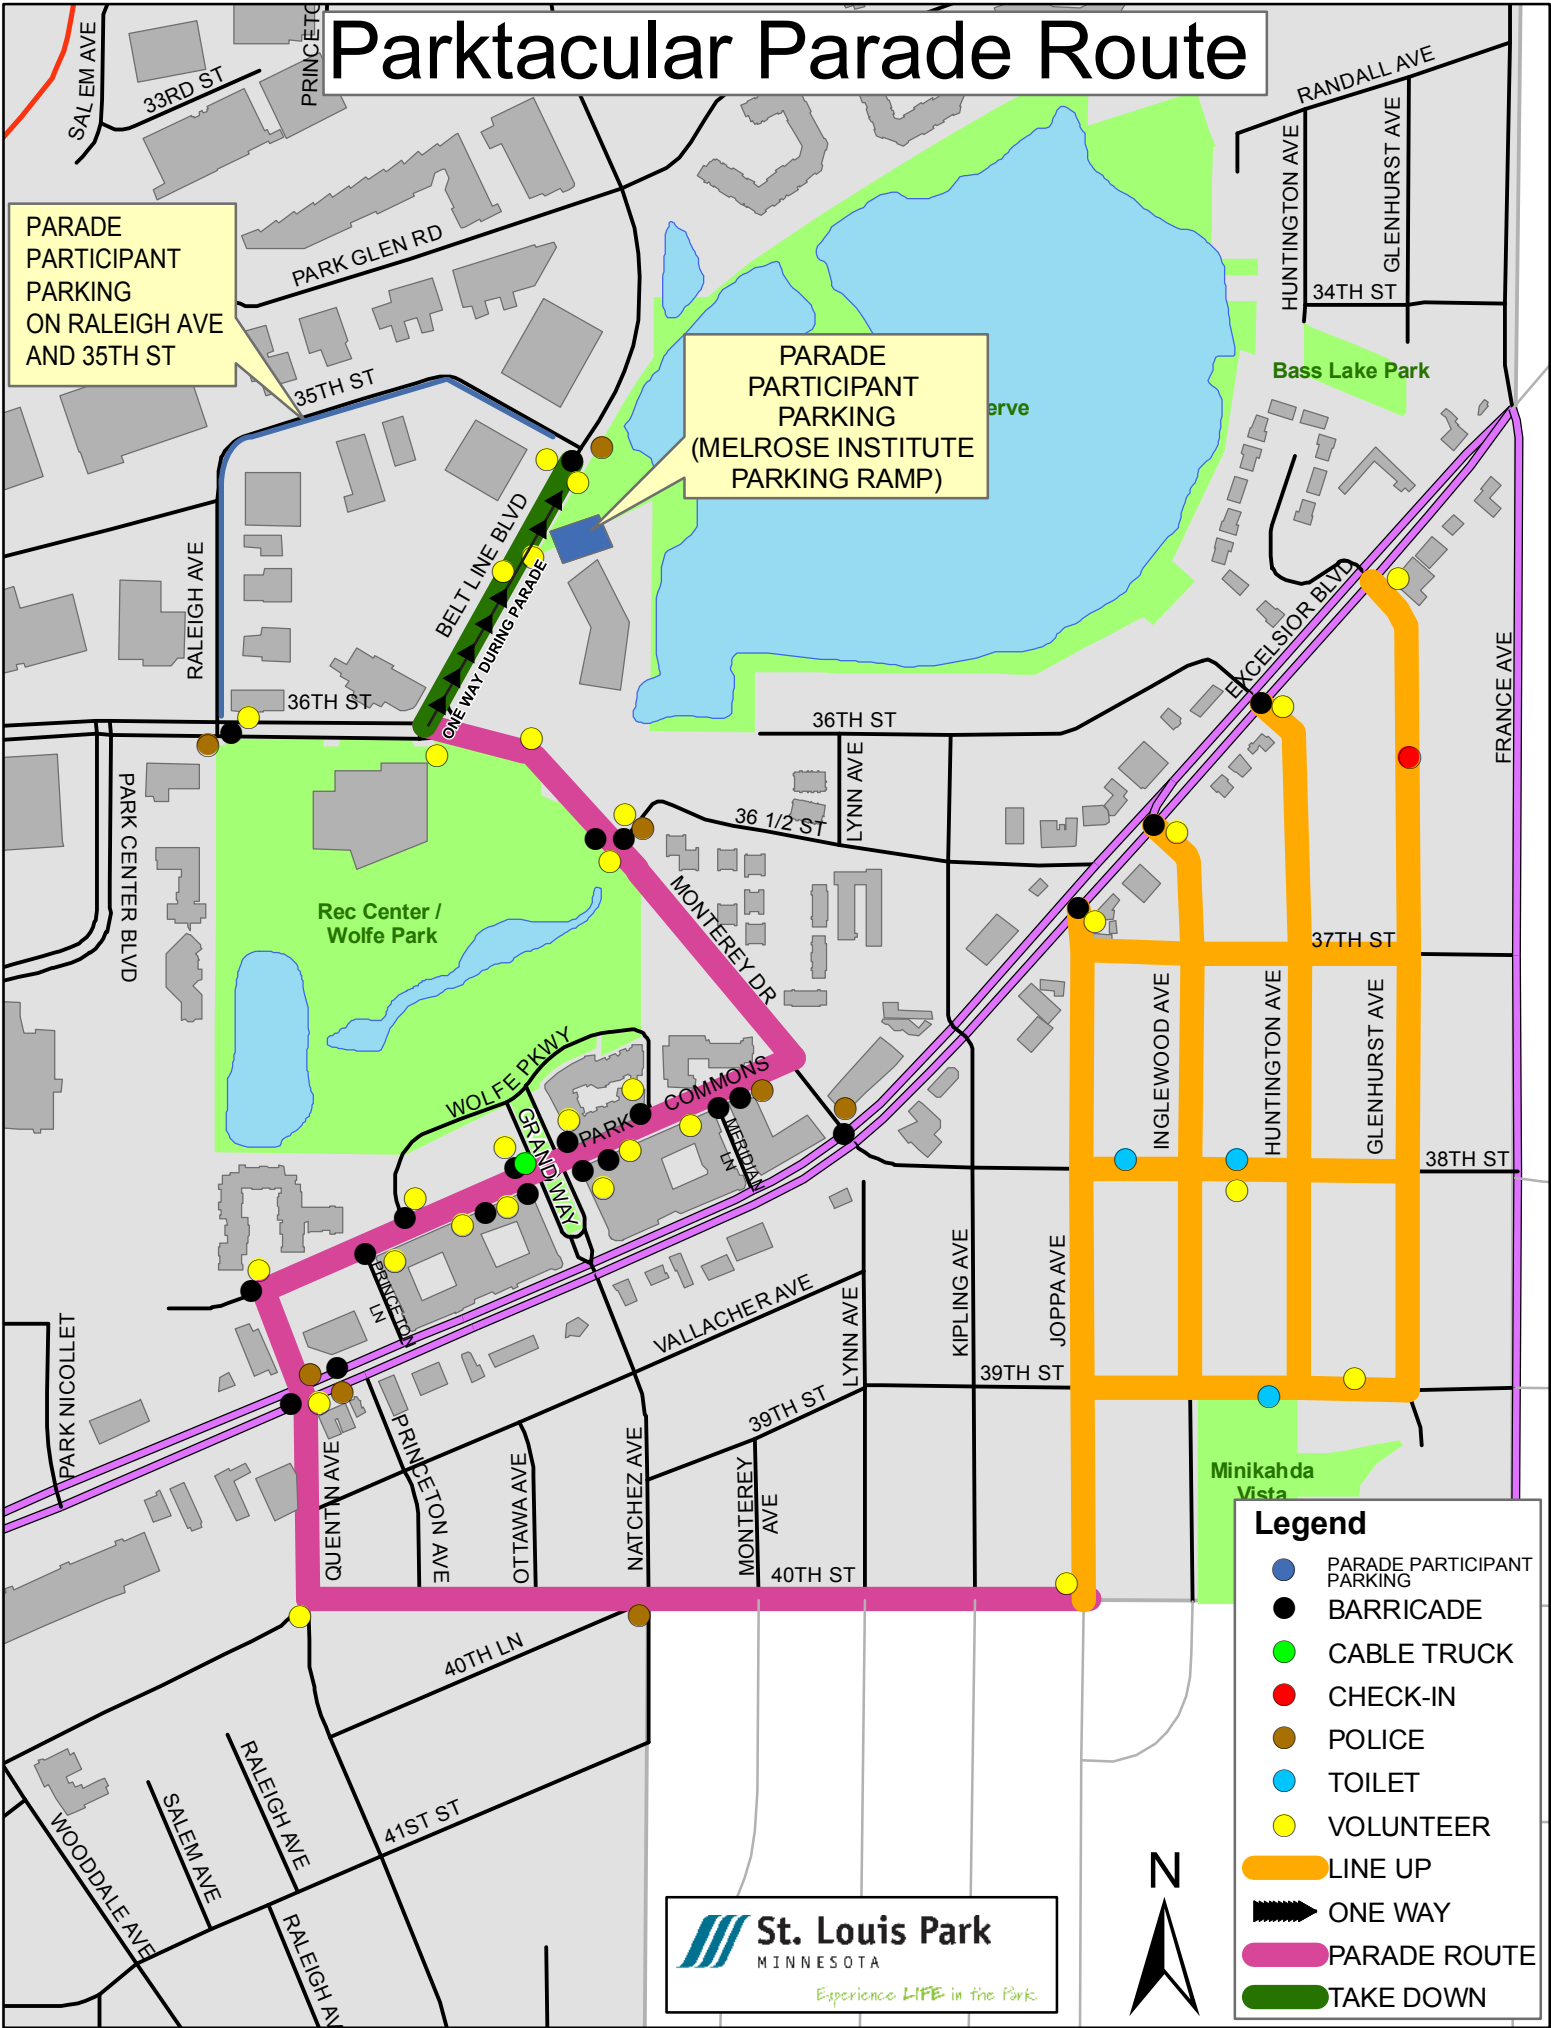 Parktacular Parade Route
SALEM AVE
33RD ST
PRINCETO
RANDALL AVE
HUNTINGTON AVE
GLENHURST AVE
34TH ST
PARK GLEN RD
PARADE
PARTICIPANT
PARKING
ON RALEIGH AVE
AND 35TH ST
35TH ST
PARADE
PARTICIPANT
PARKING
(MELROSE INSTITUTE
PARKING RAMP)
erve
Bass Lake Park
BELT LINE BLVD
ONE WAY DURING PARADE
RALEIGH AVE
36TH ST
EXCELSIOR BLVD
FRANCE AVE
36TH ST
LYNN AVE
36 1/2 ST
PARK CENTER BLVD
Rec Center /
Wolfe Park
MONTEREY DR
37TH ST
INGLEWOOD AVE
HUNTINGTON AVE
GLENHURST AVE
WOLFE PKWY
PARK COMMONS
GRAND WAY
MERIDIAN
LN
38TH ST
PRINCETON
LN
KIPLING AVE
JOPPA AVE
VALLACHER AVE
LYNN AVE
PARK NICOLLET
39TH ST
39TH ST
QUENTIN AVE
PRINCETON AVE
OTTAWA AVE
NATCHEZ AVE
MONTEREY
AVE
40TH ST
Minikahda
Vista
40TH LN
RALEIGH AVE
SALEM AVE
41ST ST
WOODDALE AVE
RALEIGH AV
Legend
PARADE PARTICIPANT
PARKING
BARRICADE
CABLE TRUCK
CHECK-IN
POLICE
TOILET
VOLUNTEER
LINE UP
ONE WAY
PARADE ROUTE
TAKE DOWN
N
St. Louis Park
MINNESOTA
Experience LIFE in the Park